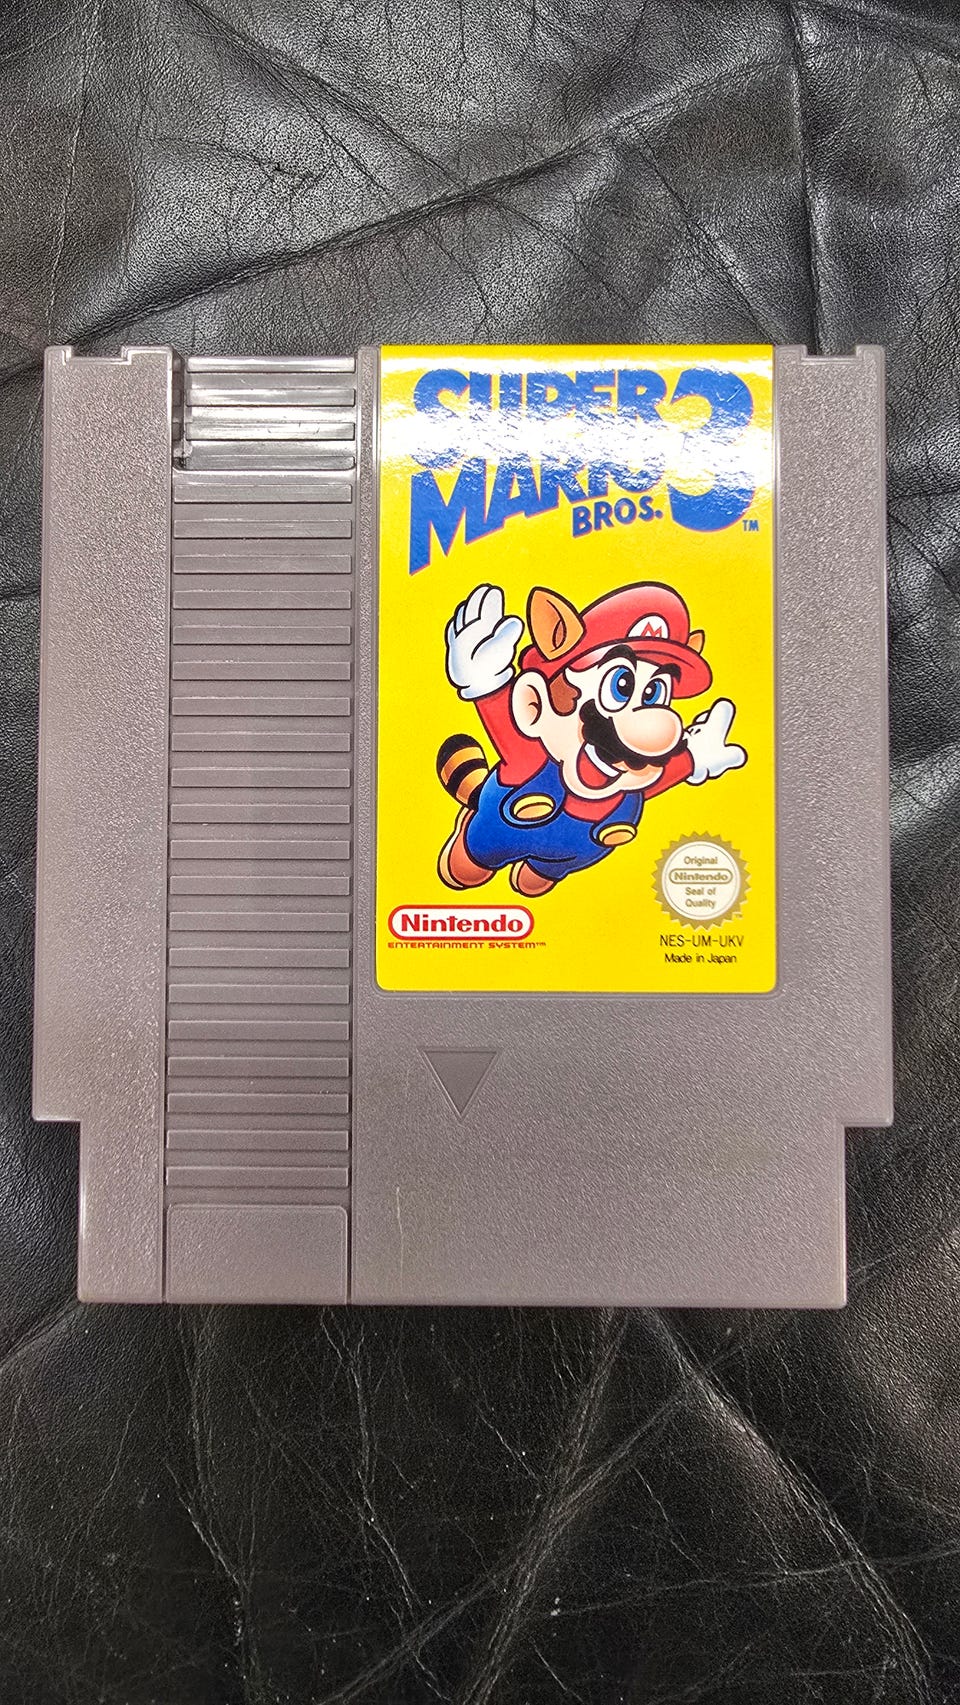 SUPER
MARIO 3
BROS.
TM
M
Nintendo
ENTERTAINMENT SYSTEM™
Original
Nintendo
Seal of
Quality
NES-UM-UKV
Made in Japan